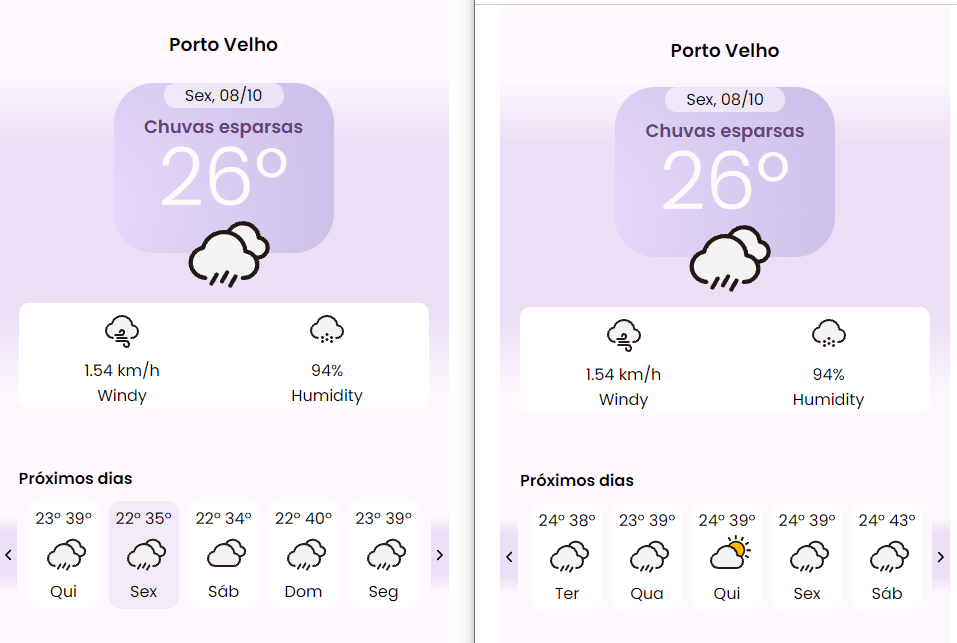 Porto Velho
Sex, 08/10
Chuvas esparsas
26°
1.54 km/h
Windy
94%
Humidity
Próximos dias
23° 39° 22° 35° 22° 34° 22° 40° 23° 39°
Qui Sex Sáb Dom Seg
Porto Velho
Sex, 08/10
Chuvas esparsas
26°
1.54 km/h
Windy
94%
Humidity
Próximos dias
24° 38° 23° 39° 24° 39° 24° 39° 24° 43°
Ter Qua Qui Sex Sáb